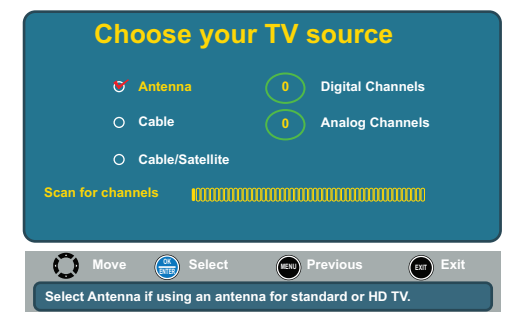 Choose your TV source
Antenna 0 Digital Channels
Cable 0 Analog Channels
Cable/Satellite
Scan for channels
Move OK ENTER Select MENU Previous EXIT Exit
Select Antenna if using an antenna for standard or HD TV.